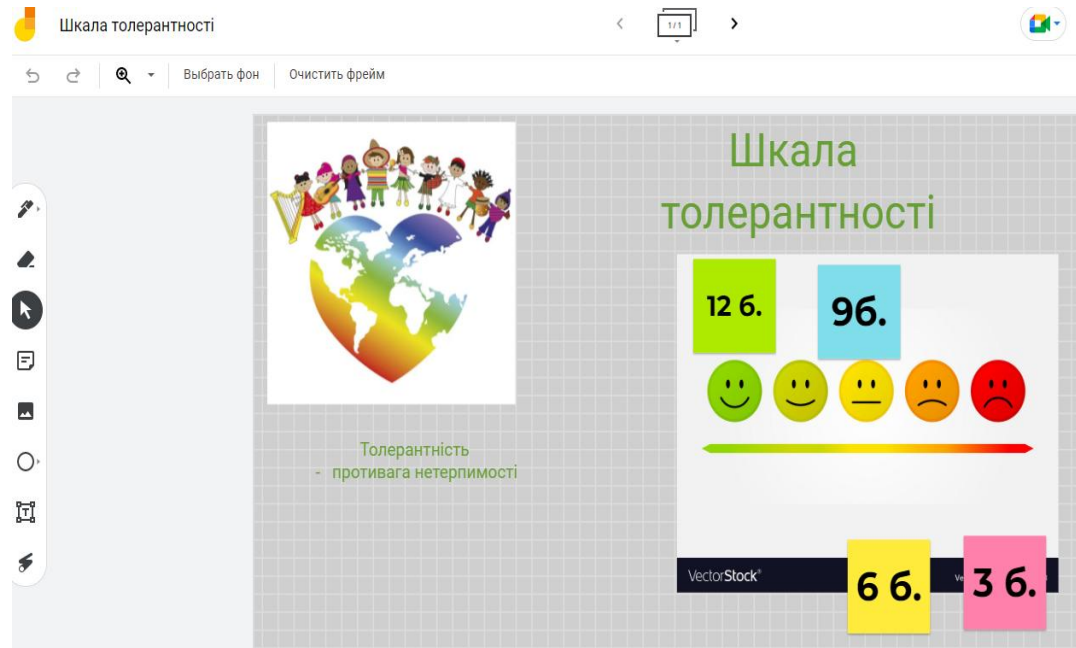 Шкала толерантності
1/1
Выбрать фон
Очистить фрейм
Шкала
толерантності
12 б.
9б.
Толерантність
- противага нетерпимості
VectorStock®
6 б.
3 б.